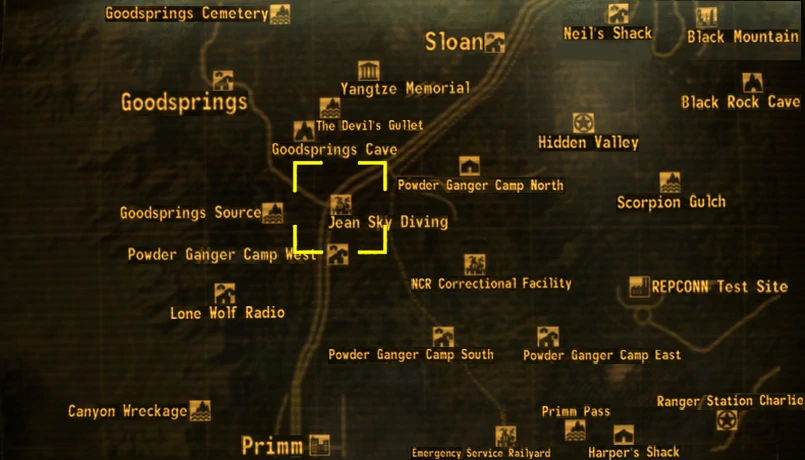 Goodsprings Cemetery
Sloan
Neil's Shack
Black Mountain
Yangtze Memorial
Goodsprings
Black Rock Cave
The Devil's Gullet
Hidden Valley
Goodsprings Cave
Powder Ganger Camp North
Scorpion Gulch
Goodsprings Source
Jean Sky Diving
Powder Ganger Camp West
NCR Correctional Facility
REPCONN Test Site
Lone Wolf Radio
Powder Ganger Camp South
Powder Ganger Camp East
Ranger Station Charlie
Canyon Wreckage
Primm Pass
Primm
Emergency Service Railyard
Harper's Shack